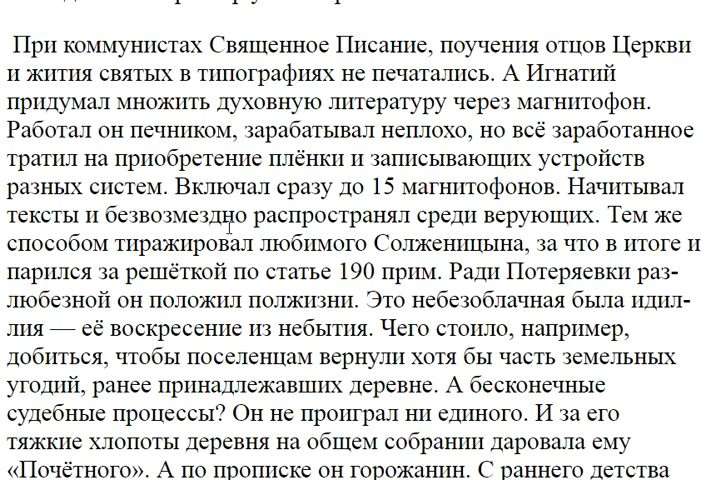 При коммунистах Священное Писание, поучения отцов Церкви
и жития святых в типографиях не печатались. А Игнатий
придумал множить духовную литературу через магнитофон.
Работал он печником, зарабатывал неплохо, но всё заработанное
тратил на приобретение плёнки и записывающих устройств
разных систем. Включал сразу до 15 магнитофонов. Начитывал
тексты и безвозмездно распространял среди верующих. Тем же
способом тиражировал любимого Солженицына, за что в итоге и
парился за решёткой по статье 190 прим. Ради Потеряевки раз-
любезной он положил полжизни. Это небезоблачная была идил-
лия — её воскресение из небытия. Чего стоило, например,
добиться, чтобы поселенцам вернули хотя бы часть земельных
угодий, ранее принадлежавших деревне. А бесконечные
судебные процессы? Он не проиграл ни единого. И за его
тяжкие хлопоты деревня на общем собрании даровала ему
«Почётного». А по прописке он горожанин. С раннего детства